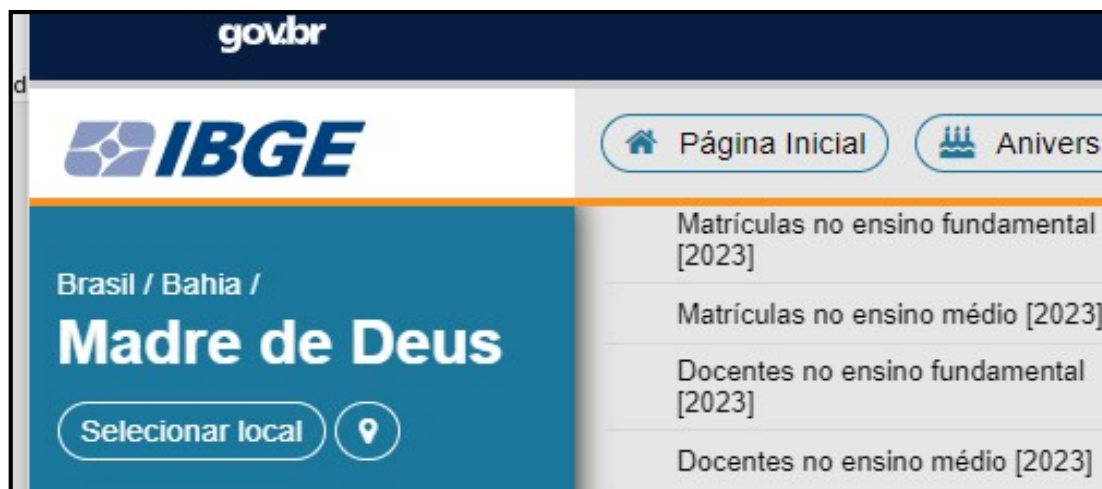 gov.br
d
IBGE
Página Inicial
Anivers
Brasil / Bahia /
Madre de Deus
Selecionar local
Matrículas no ensino fundamental
[2023]
Matrículas no ensino médio [2023]
Docentes no ensino fundamental
[2023]
Docentes no ensino médio [2023]